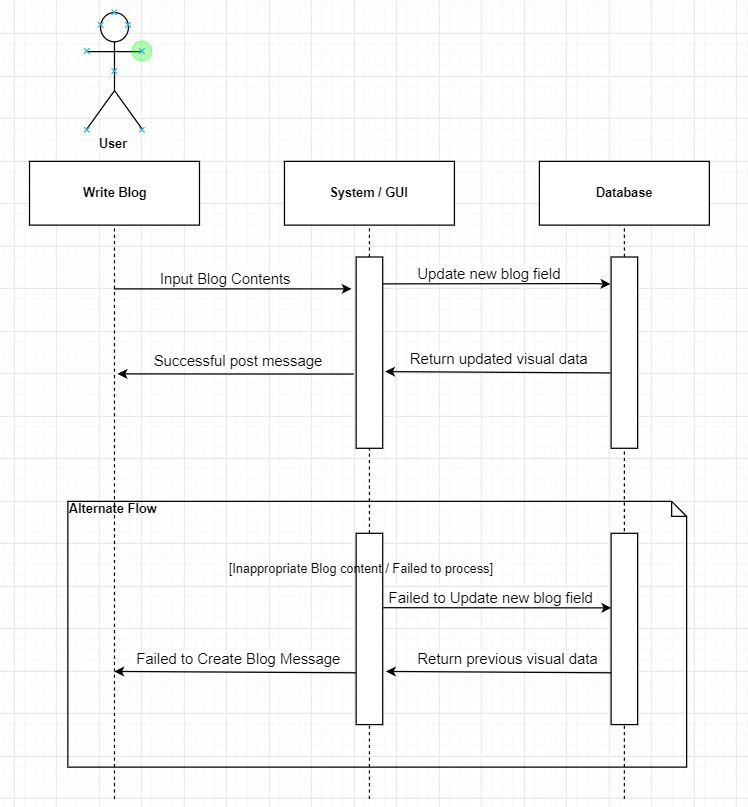 User
Write Blog
System / GUI
Database
Input Blog Contents
Update new blog field
Successful post message
Return updated visual data
Alternate Flow
[Inappropriate Blog content / Failed to process]
Failed to Update new blog field
Failed to Create Blog Message
Return previous visual data